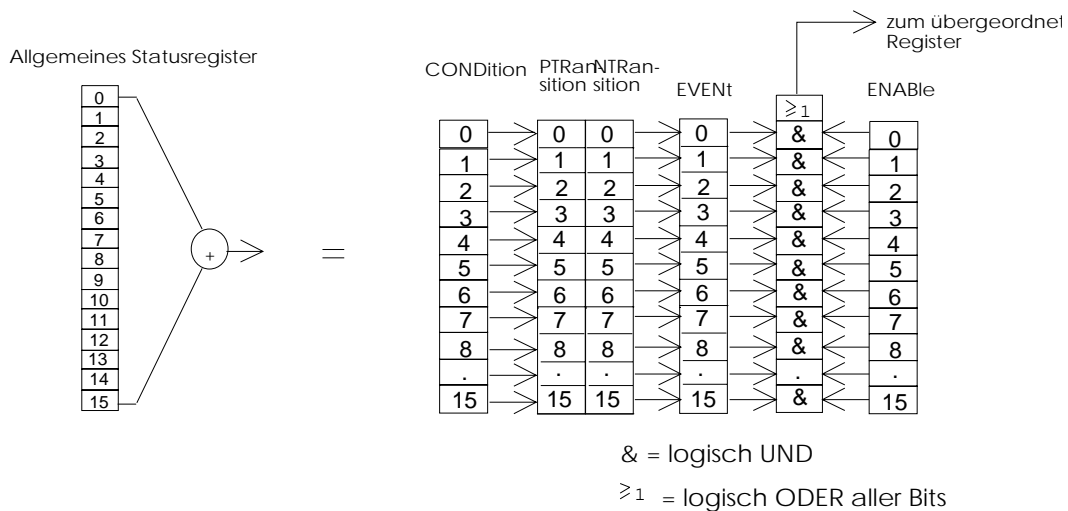 zum übergeordnet
Register
Allgemeines Statusregister
CONDition
PTRan-
sition
NTRan-
sition
EVENt
ENABle
0
1
2
3
4
5
6
7
8
9
10
11
12
13
14
15
+
=
≥1
0 0 0 0 & 0
1 1 1 1 & 1
2 2 2 2 & 2
3 3 3 3 & 3
4 4 4 4 & 4
5 5 5 5 & 5
6 6 6 6 & 6
7 7 7 7 & 7
8 8 8 8 & 8
. . . . . .
15 15 15 15 & 15
& = logisch UND
≥1 = logisch ODER aller Bits